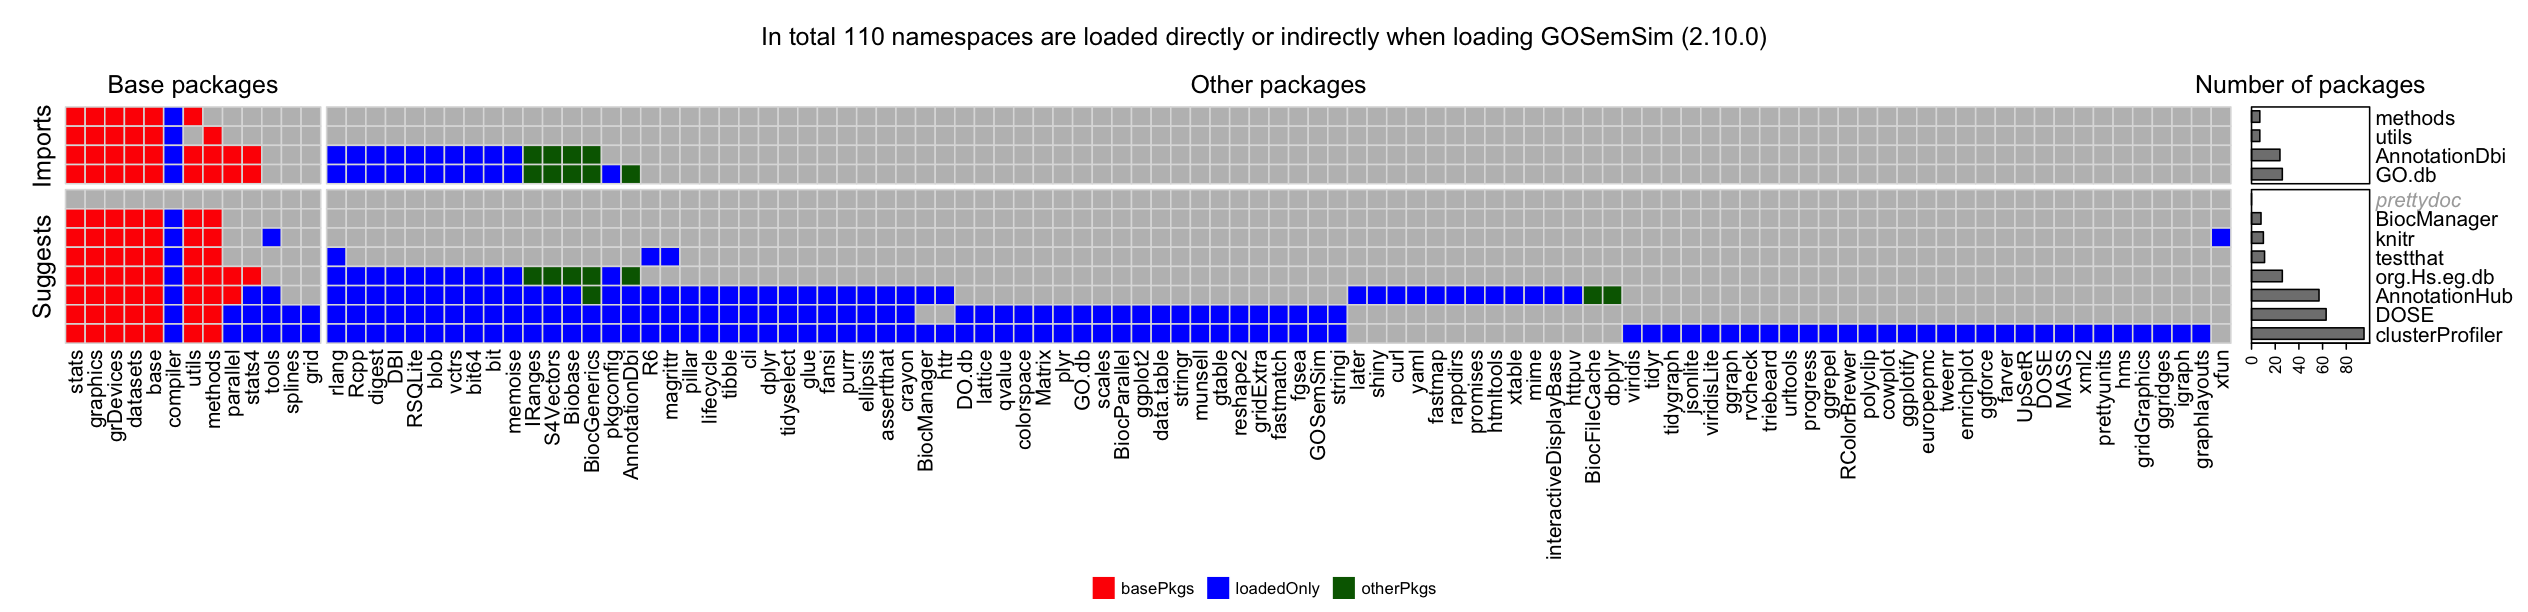 In total 110 namespaces are loaded directly or indirectly when loading GOSemSim (2.10.0)
Base packages
Other packages
Number of packages
Imports
methods
utils
AnnotationDbi
GO.db
Suggests
prettydoc
BiocManager
knitr
testthat
org.Hs.eg.db
AnnotationHub
DOSE
clusterProfiler
stats
graphics
grDevices
datasets
base
compiler
utils
methods
parallel
stats4
tools
splines
grid
rlang
Rcpp
digest
DBI
RSQLite
blob
vctrs
bit64
bit
memoise
IRanges
S4Vectors
Biobase
BiocGenerics
pkgconfig
AnnotationDbi
R6
magrittr
pillar
lifecycle
tibble
cli
dplyr
tidyselect
glue
fansi
purrr
ellipsis
assertthat
crayon
BiocManager
httr
DO.db
lattice
qvalue
colorspace
Matrix
plyr
GO.db
scales
BiocParallel
ggplot2
data.table
stringr
munsell
gtable
reshape2
gridExtra
fastmatch
fgsea
GOSemSim
stringi
later
shiny
curl
yaml
fastmap
rappdirs
promises
htmltools
xtable
mime
interactiveDisplayBase
httpuv
BiocFileCache
dbplyr
viridis
tidyr
tidygraph
jsonlite
viridisLite
ggraph
rvcheck
triebeard
urltools
progress
ggrepel
RColorBrewer
polyclip
cowplot
ggplotify
europepmc
tweenr
enrichplot
ggforce
farver
UpSetR
DOSE
MASS
xml2
prettyunits
hms
gridGraphics
ggridges
igraph
graphlayouts
xfun
0
20
40
60
80
basePkgs
loadedOnly
otherPkgs